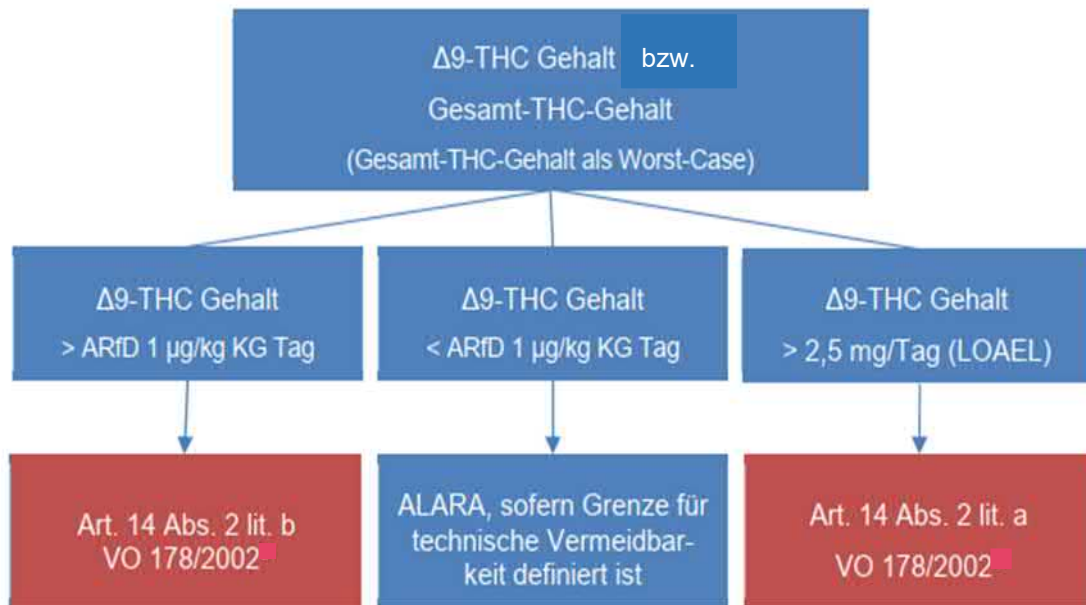 Δ9-THC Gehalt bzw.
Gesamt-THC-Gehalt
(Gesamt-THC-Gehalt als Worst-Case)
Δ9-THC Gehalt
> ARfD 1 µg/kg KG Tag
Δ9-THC Gehalt
< ARfD 1 µg/kg KG Tag
Δ9-THC Gehalt
> 2,5 mg/Tag (LOAEL)
Art. 14 Abs. 2 lit. b
VO 178/2002
ALARA, sofern Grenze für
technische Vermeidbar-
keit definiert ist
Art. 14 Abs. 2 lit. a
VO 178/2002